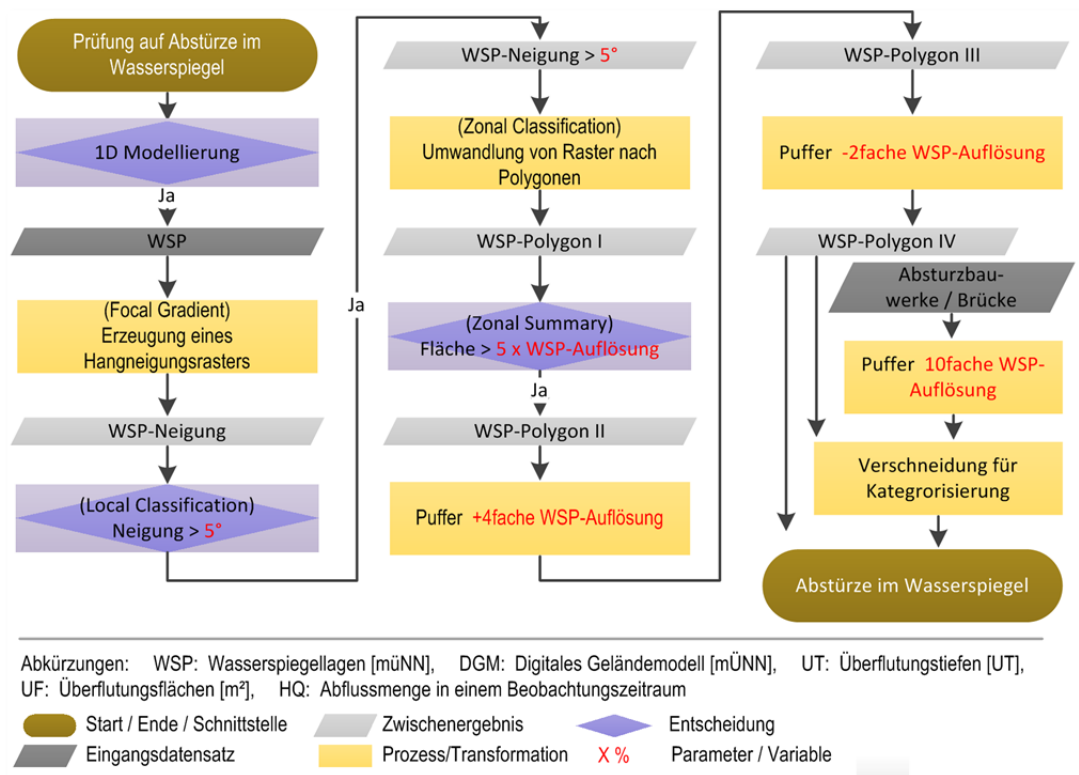 Prüfung auf Abstürze im
Wasserspiegel
1D Modellierung
Ja
WSP
(Focal Gradient)
Erzeugung eines
Hangneigungsrasters
WSP-Neigung
(Local Classification)
Neigung > 5°
Ja
WSP-Neigung > 5°
(Zonal Classification)
Umwandlung von Raster nach
Polygonen
WSP-Polygon I
(Zonal Summary)
Fläche > 5 x WSP-Auflösung
Ja
WSP-Polygon II
Puffer +4fache WSP-Auflösung
WSP-Polygon III
Puffer -2fache WSP-Auflösung
WSP-Polygon IV
Absturzbau-
werke / Brücke
Puffer 10fache WSP-
Auflösung
Verschneidung für
Kategrorisierung
Abstürze im Wasserspiegel
Abkürzungen: WSP: Wasserspiegellagen [müNN], DGM: Digitales Geländemodell [mÜNN], UT: Überflutungstiefen [UT],
UF: Überflutungsflächen [m²], HQ: Abflussmenge in einem Beobachtungszeitraum
Start / Ende / Schnittstelle
Zwischenergebnis
Entscheidung
Eingangsdatensatz
Prozess/Transformation
X % Parameter / Variable